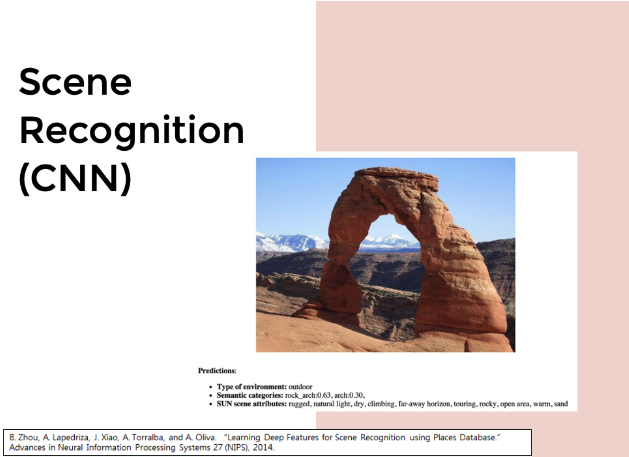 Scene
Recognition
(CNN)
Predictions:
• Type of environment: outdoor
• Semantic categories: rock_arch:0.63, arch:0.30,
• SUN scene attributes: rugged, natural light, dry, climbing, far-away horizon, touring, rocky, open area, warm, sand
B. Zhou, A. Lapedriza, J. Xiao, A. Torralba, and A. Oliva. "Learning Deep Features for Scene Recognition using Places Database."
Advances in Neural Information Processing Systems 27 (NIPS), 2014.